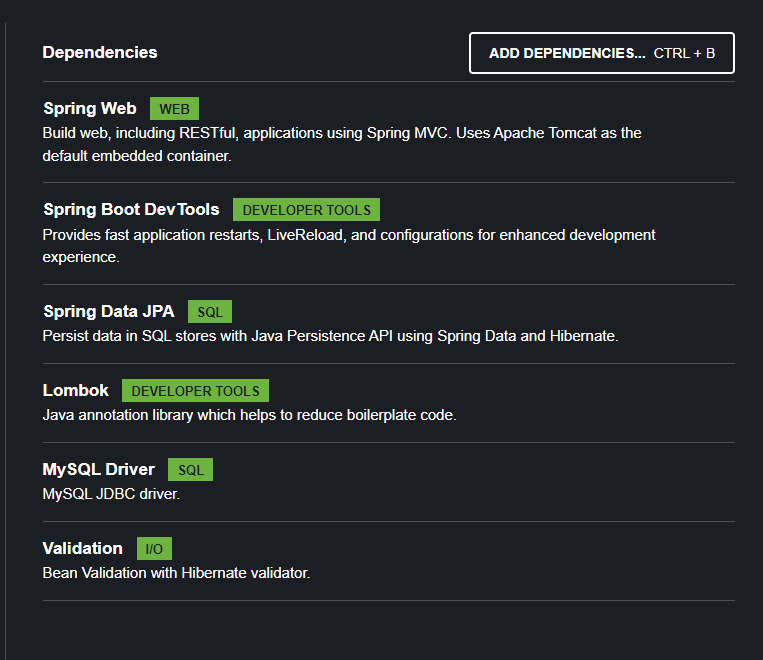 Dependencies
ADD DEPENDENCIES... CTRL + B
Spring Web WEB
Build web, including RESTful, applications using Spring MVC. Uses Apache Tomcat as the
default embedded container.
Spring Boot DevTools DEVELOPER TOOLS
Provides fast application restarts, LiveReload, and configurations for enhanced development
experience.
Spring Data JPA SQL
Persist data in SQL stores with Java Persistence API using Spring Data and Hibernate.
Lombok DEVELOPER TOOLS
Java annotation library which helps to reduce boilerplate code.
MySQL Driver SQL
MySQL JDBC driver.
Validation I/O
Bean Validation with Hibernate validator.